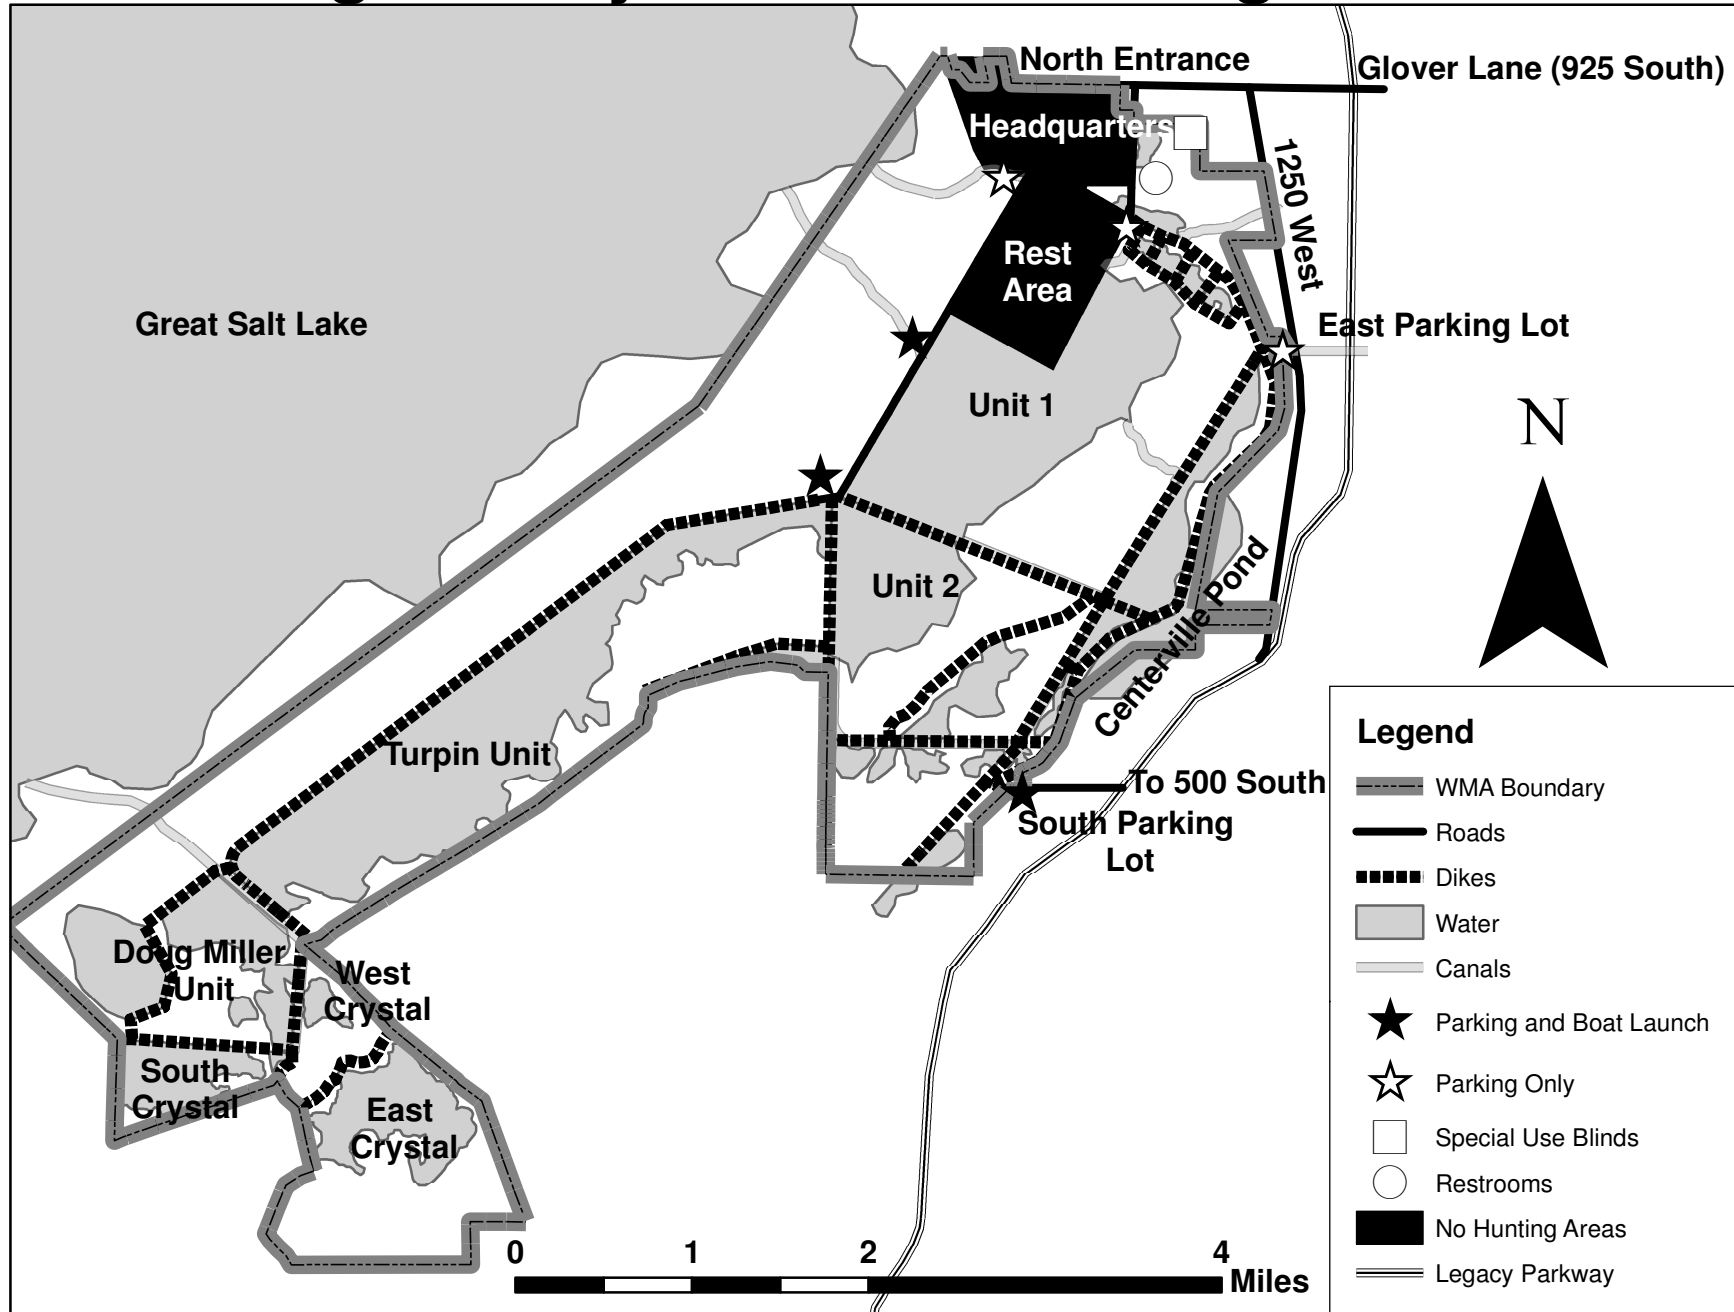 North Entrance
Glover Lane (925 South)
Headquarters
1250 West
Rest
Area
Great Salt Lake
East Parking Lot
Unit 1
N
Unit 2
Centerville Pond
Turpin Unit
To 500 South
South Parking
Lot
Doug Miller
Unit
West
Crystal
South
Crystal
East
Crystal
0 1 2 4
Miles
Legend
WMA Boundary
Roads
Dikes
Water
Canals
Parking and Boat Launch
Parking Only
Special Use Blinds
Restrooms
No Hunting Areas
Legacy Parkway